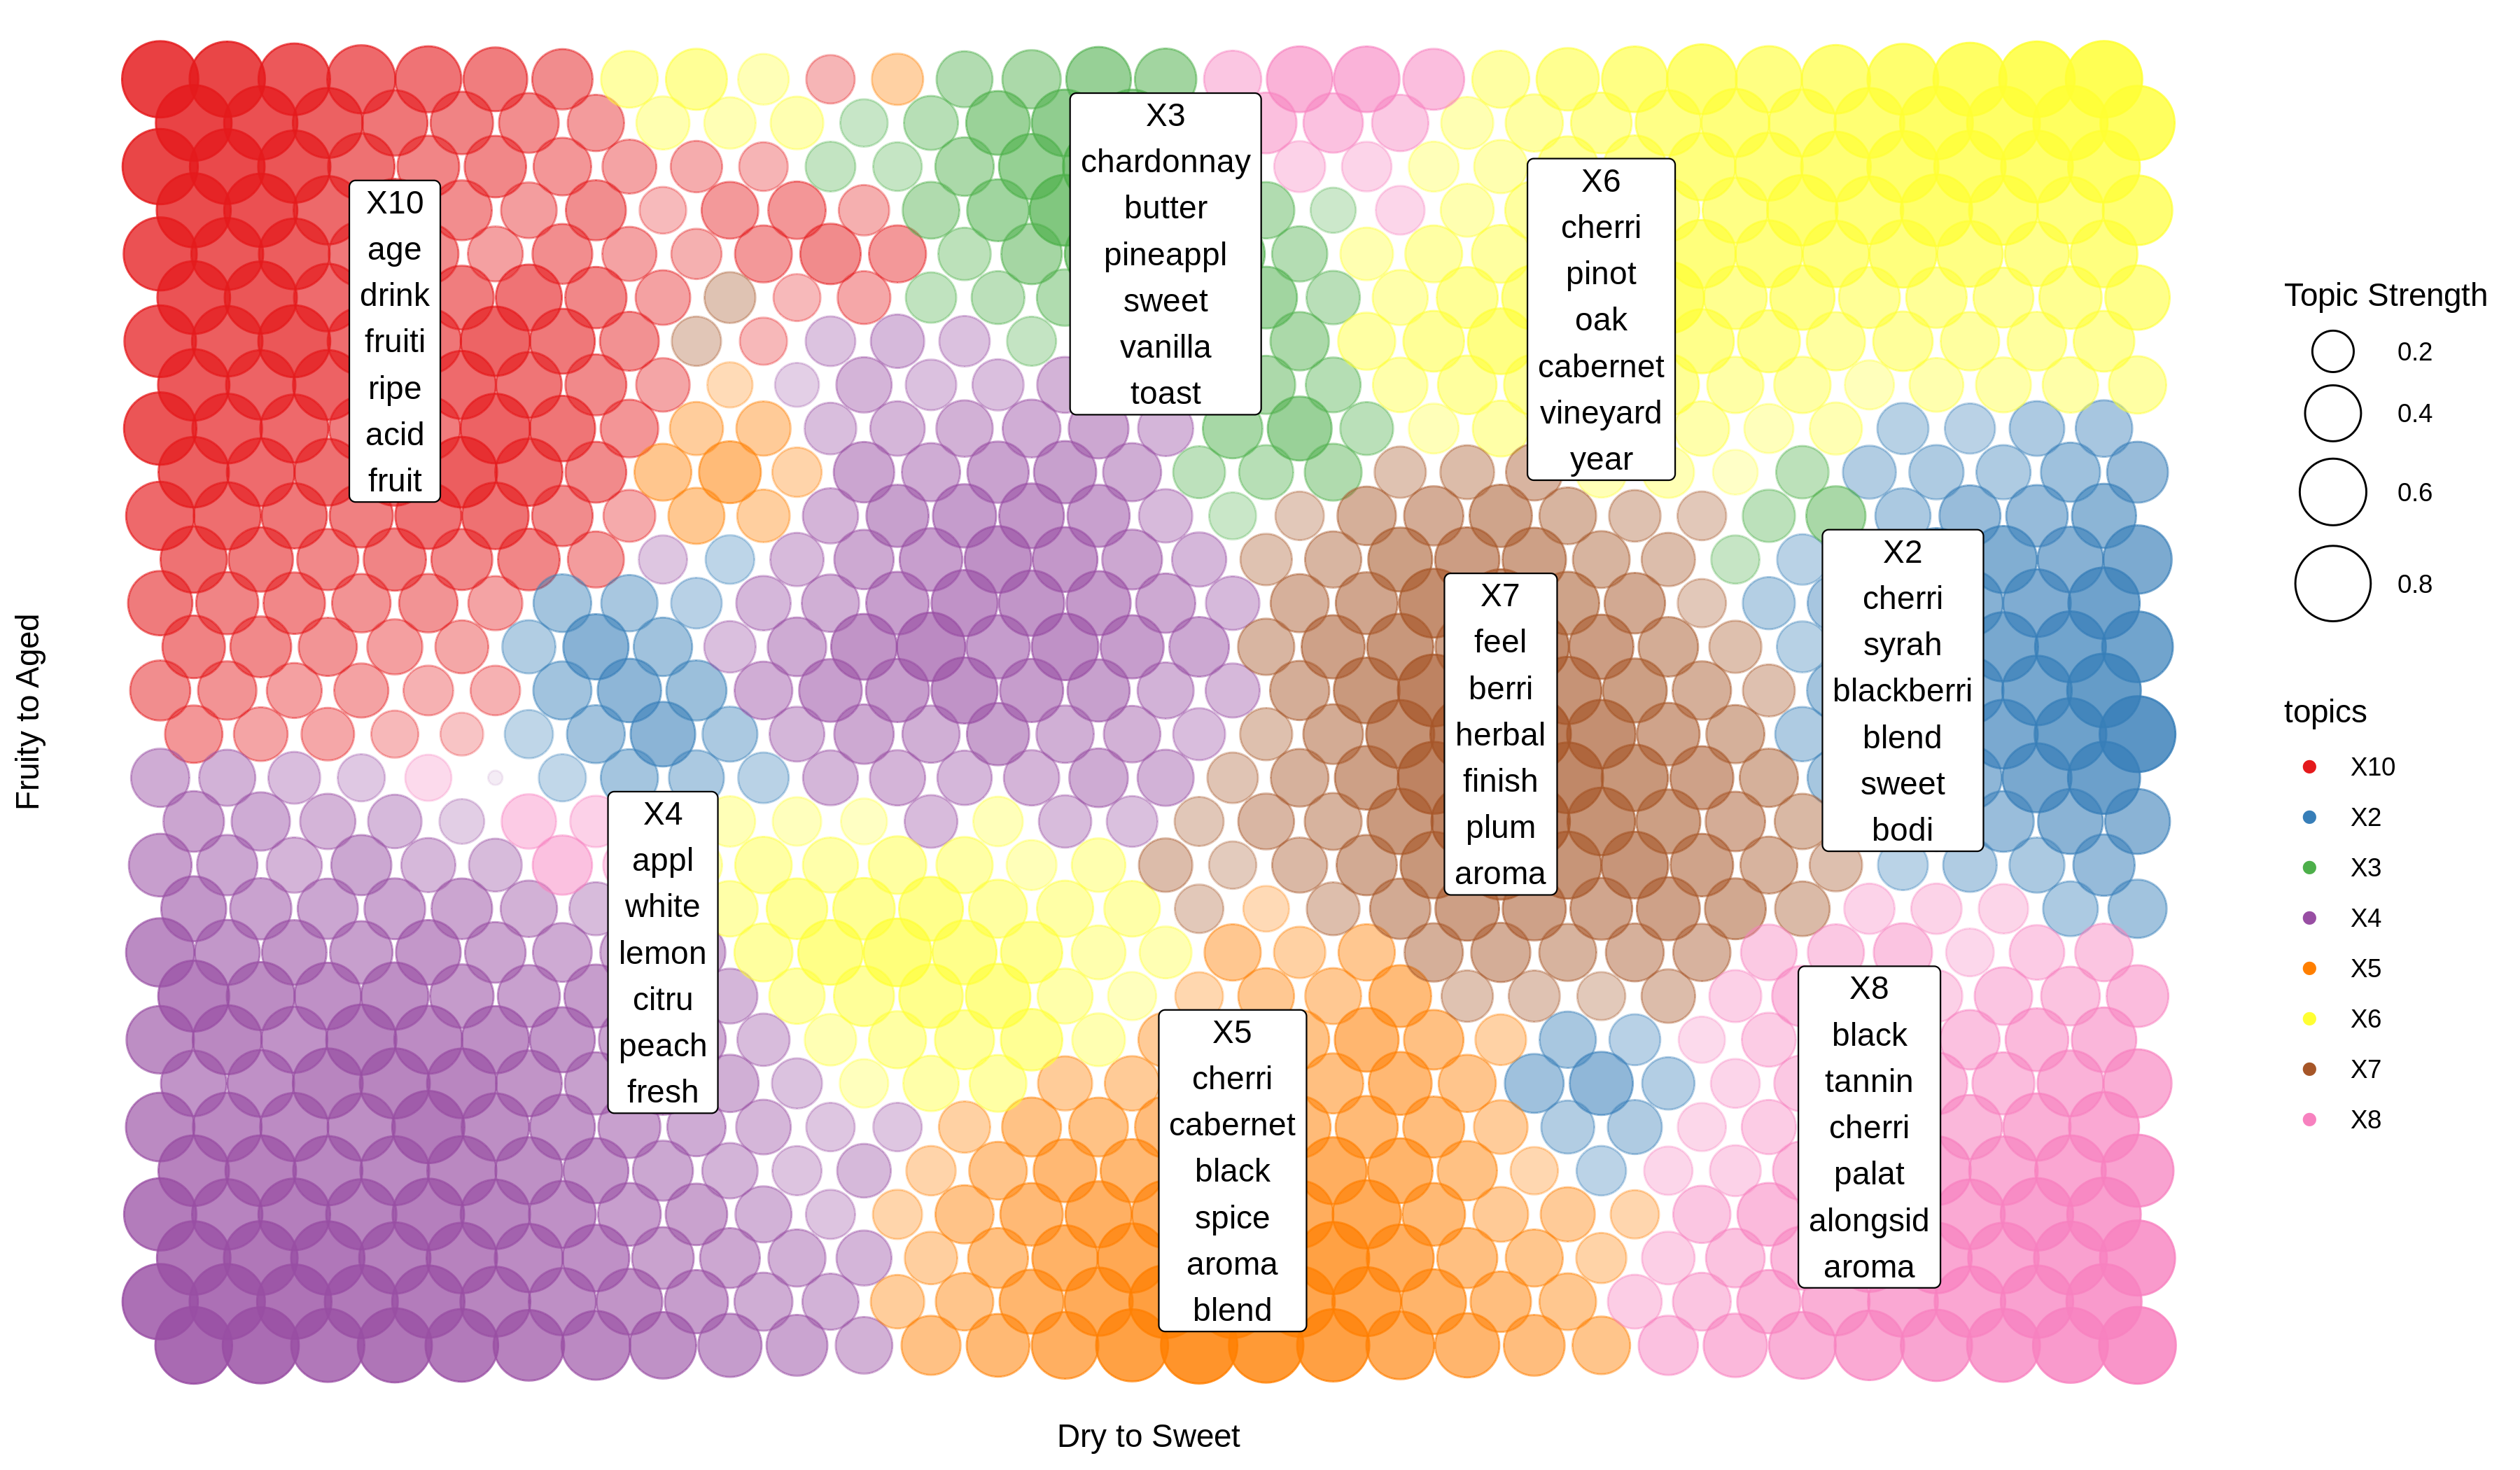 X3
chardonnay
butter
pineappl
sweet
vanilla
toast
X10
age
drink
fruiti
ripe
acid
fruit
X6
cherri
pinot
oak
cabernet
vineyard
year
X2
cherri
syrah
blackberri
blend
sweet
bodi
X7
feel
berri
herbal
finish
plum
aroma
X4
appl
white
lemon
citru
peach
fresh
X8
black
tannin
cherri
palat
alongsid
aroma
X5
cherri
cabernet
black
spice
aroma
blend
Fruity to Aged
Dry to Sweet
Topic Strength
0.2
0.4
0.6
0.8
topics
X10
X2
X3
X4
X5
X6
X7
X8